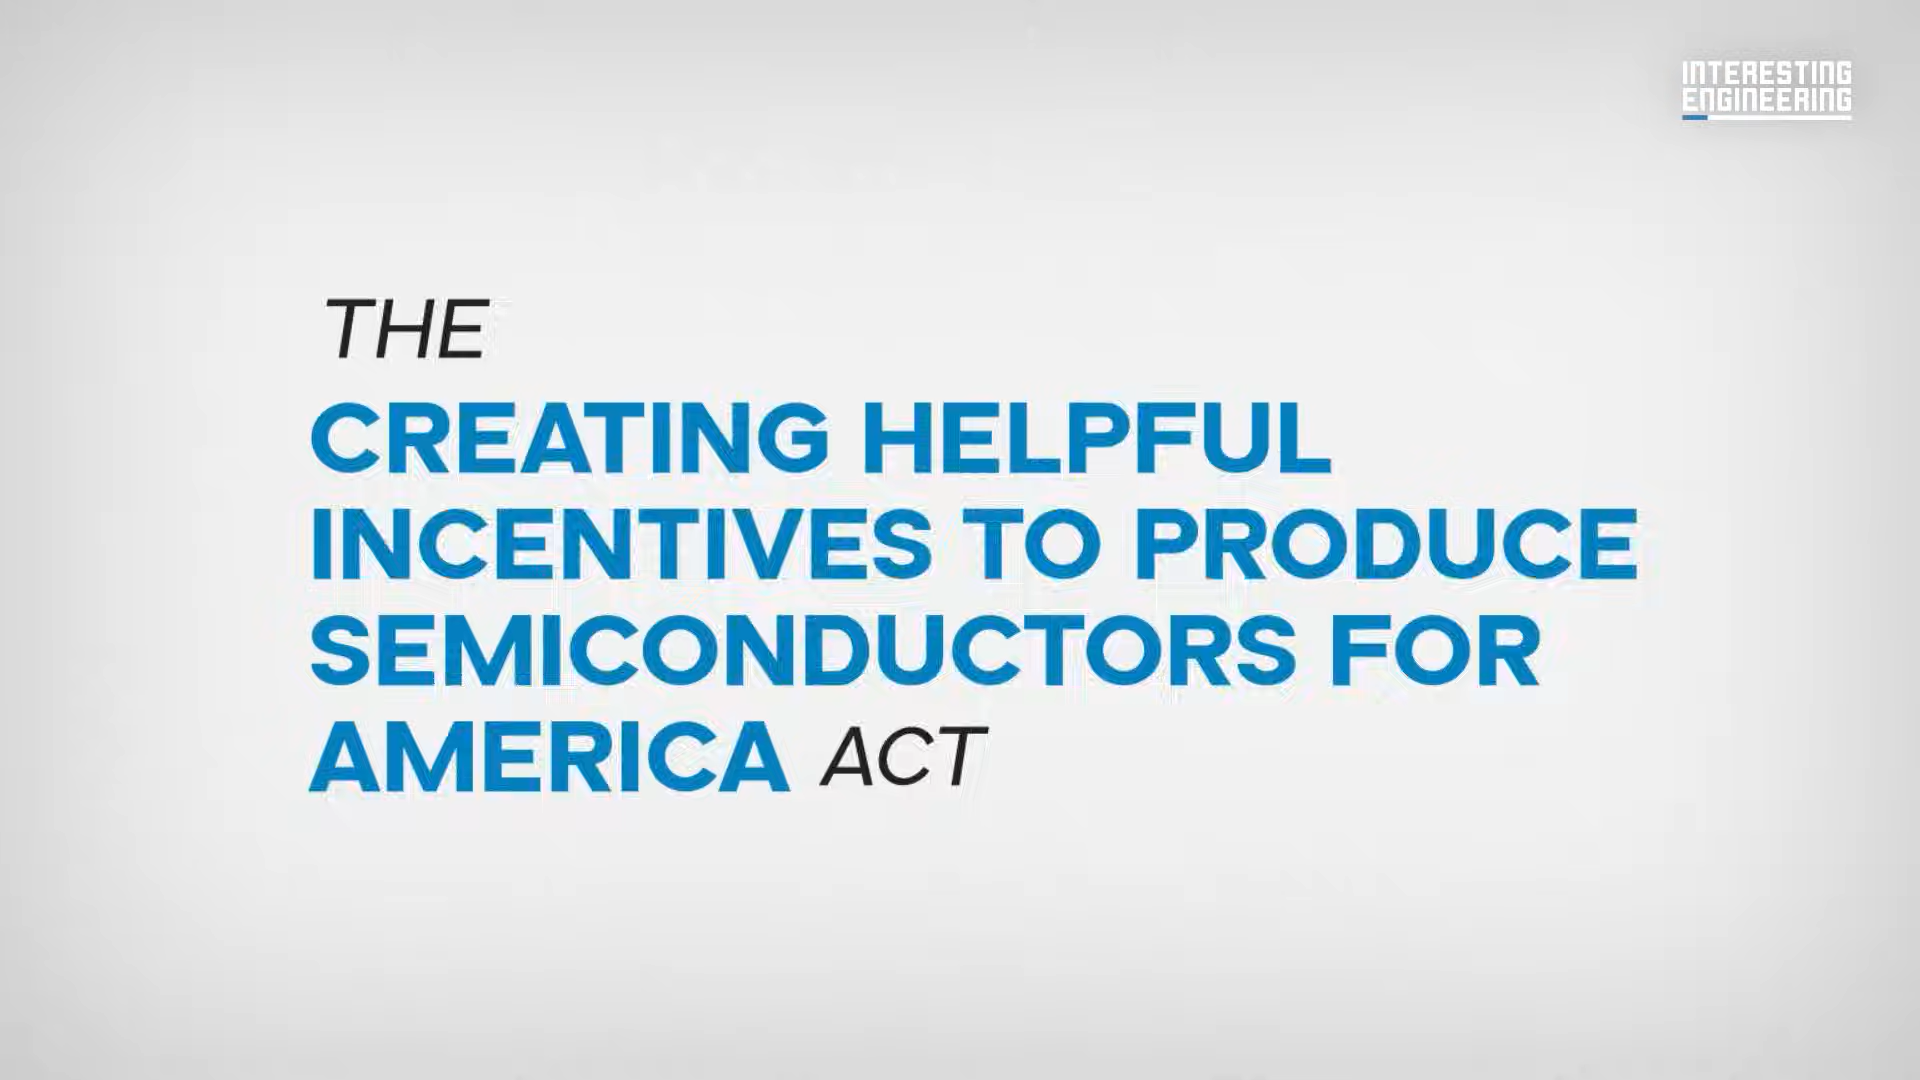 INTERESTING
ENGINEERING
THE
CREATING HELPFUL
INCENTIVES TO PRODUCE
SEMICONDUCTORS FOR
AMERICA ACT